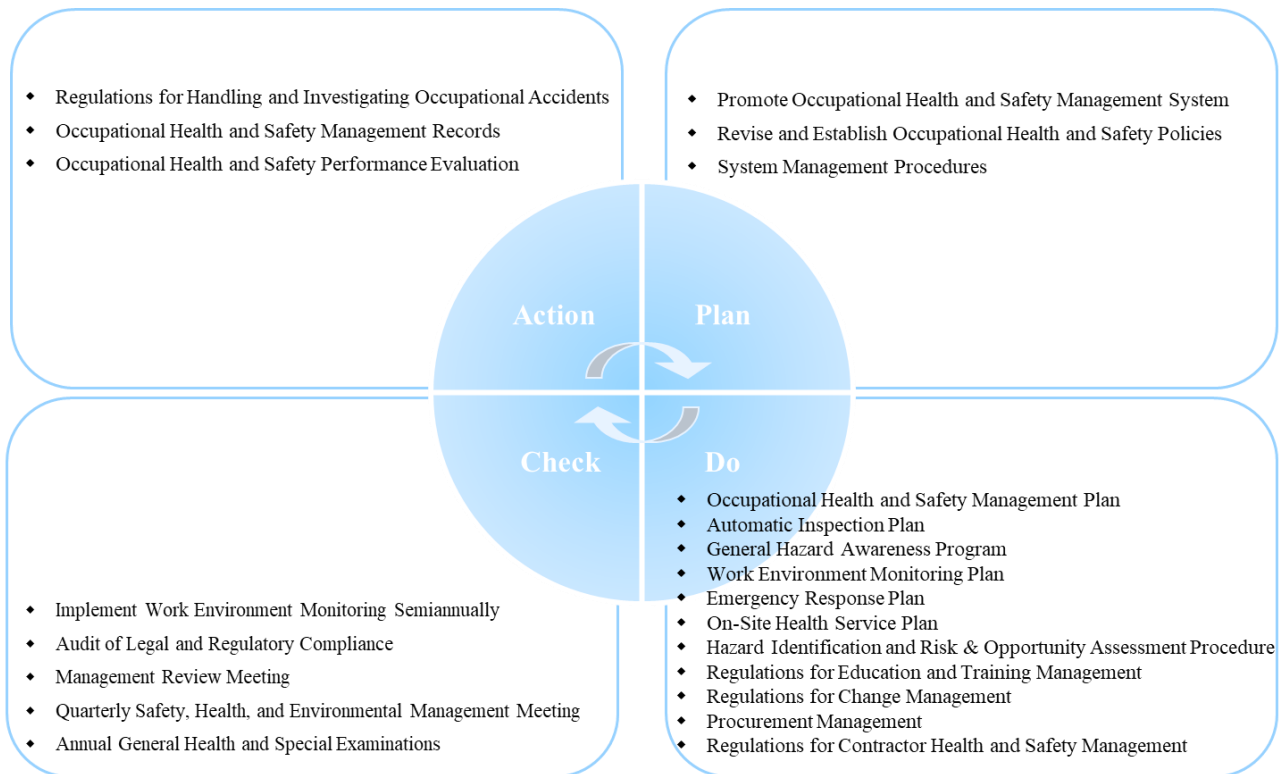 ◆ Regulations for Handling and Investigating Occupational Accidents
◆ Occupational Health and Safety Management Records
◆ Occupational Health and Safety Performance Evaluation
◆ Promote Occupational Health and Safety Management System
◆ Revise and Establish Occupational Health and Safety Policies
◆ System Management Procedures
Action
Plan
Check
Do
◆ Implement Work Environment Monitoring Semiannually
◆ Audit of Legal and Regulatory Compliance
◆ Management Review Meeting
◆ Quarterly Safety, Health, and Environmental Management Meeting
◆ Annual General Health and Special Examinations
◆ Occupational Health and Safety Management Plan
◆ Automatic Inspection Plan
◆ General Hazard Awareness Program
◆ Work Environment Monitoring Plan
◆ Emergency Response Plan
◆ On-Site Health Service Plan
◆ Hazard Identification and Risk & Opportunity Assessment Procedure
◆ Regulations for Education and Training Management
◆ Regulations for Change Management
◆ Procurement Management
◆ Regulations for Contractor Health and Safety Management